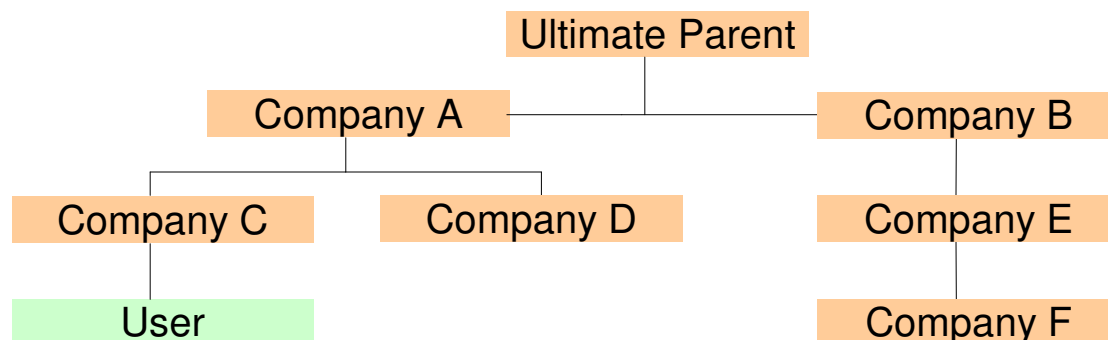 Ultimate Parent
Company A
Company B
Company C
Company D
Company E
User
Company F